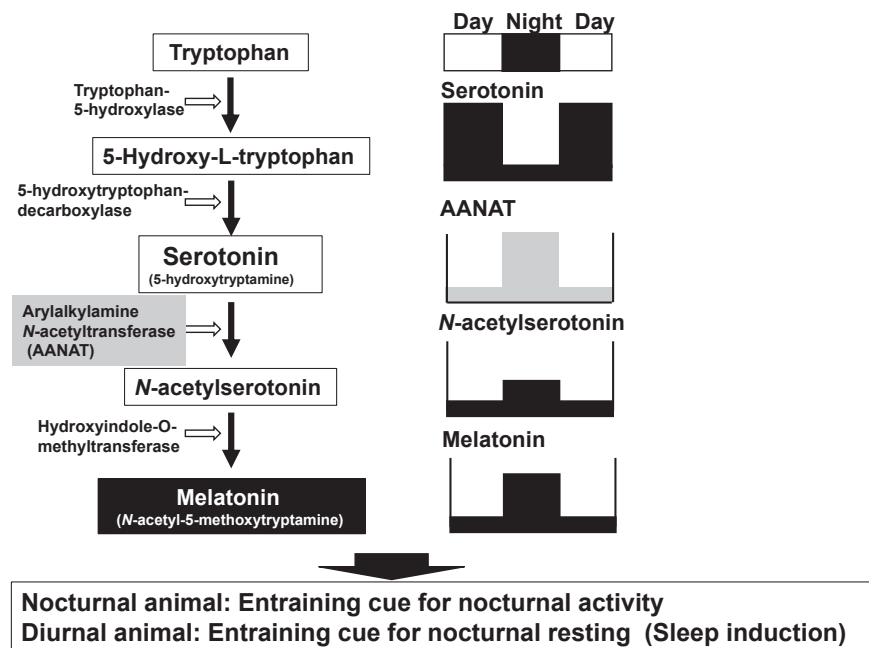 Tryptophan
Tryptophan-
5-hydroxylase
5-Hydroxy-L-tryptophan
5-hydroxytryptophan-
decarboxylase
Serotonin
(5-hydroxytryptamine)
Arylalkylamine
N-acetyltransferase
(AANAT)
N-acetylserotonin
Hydroxyindole-O-
methyltransferase
Melatonin
(N-acetyl-5-methoxytryptamine)
Day Night Day
Serotonin
AANAT
N-acetylserotonin
Melatonin
Nocturnal animal: Entraining cue for nocturnal activity
Diurnal animal: Entraining cue for nocturnal resting (Sleep induction)